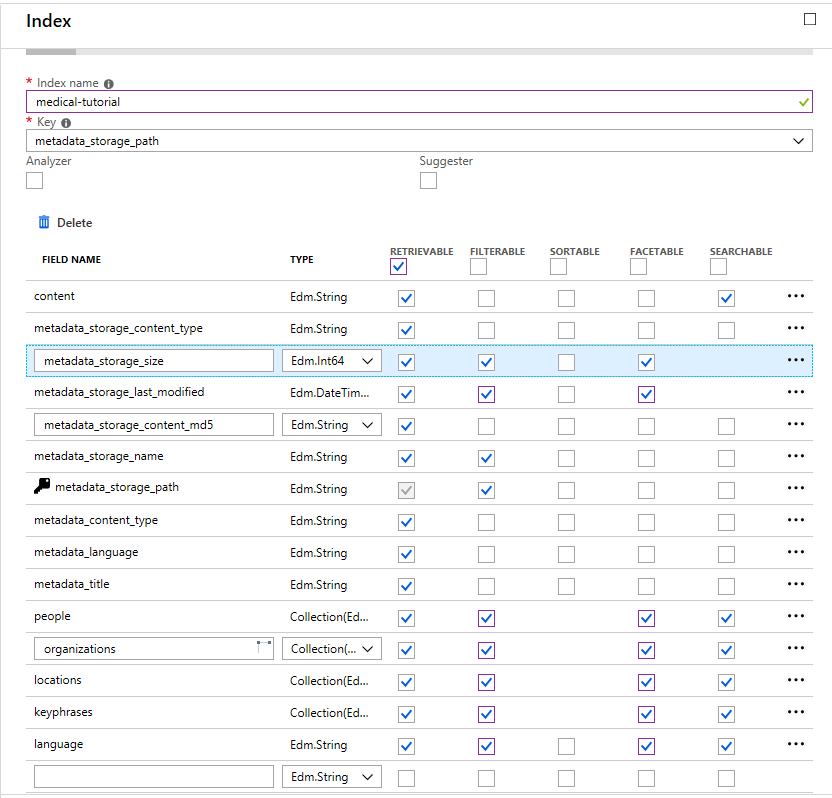 Index
* Index name
medical-tutorial
* Key
metadata_storage_path
Analyzer Suggester
Delete
FIELD NAME TYPE RETRIEVABLE FILTERABLE SORTABLE FACETABLE SEARCHABLE
content Edm.String
metadata_storage_content_type Edm.String
metadata_storage_size Edm.Int64
metadata_storage_last_modified Edm.DateTim...
metadata_storage_content_md5 Edm.String
metadata_storage_name Edm.String
metadata_storage_path Edm.String
metadata_content_type Edm.String
metadata_language Edm.String
metadata_title Edm.String
people Collection(Ed...
organizations Collection(...
locations Collection(Ed...
keyphrases Collection(Ed...
language Edm.String
Edm.String